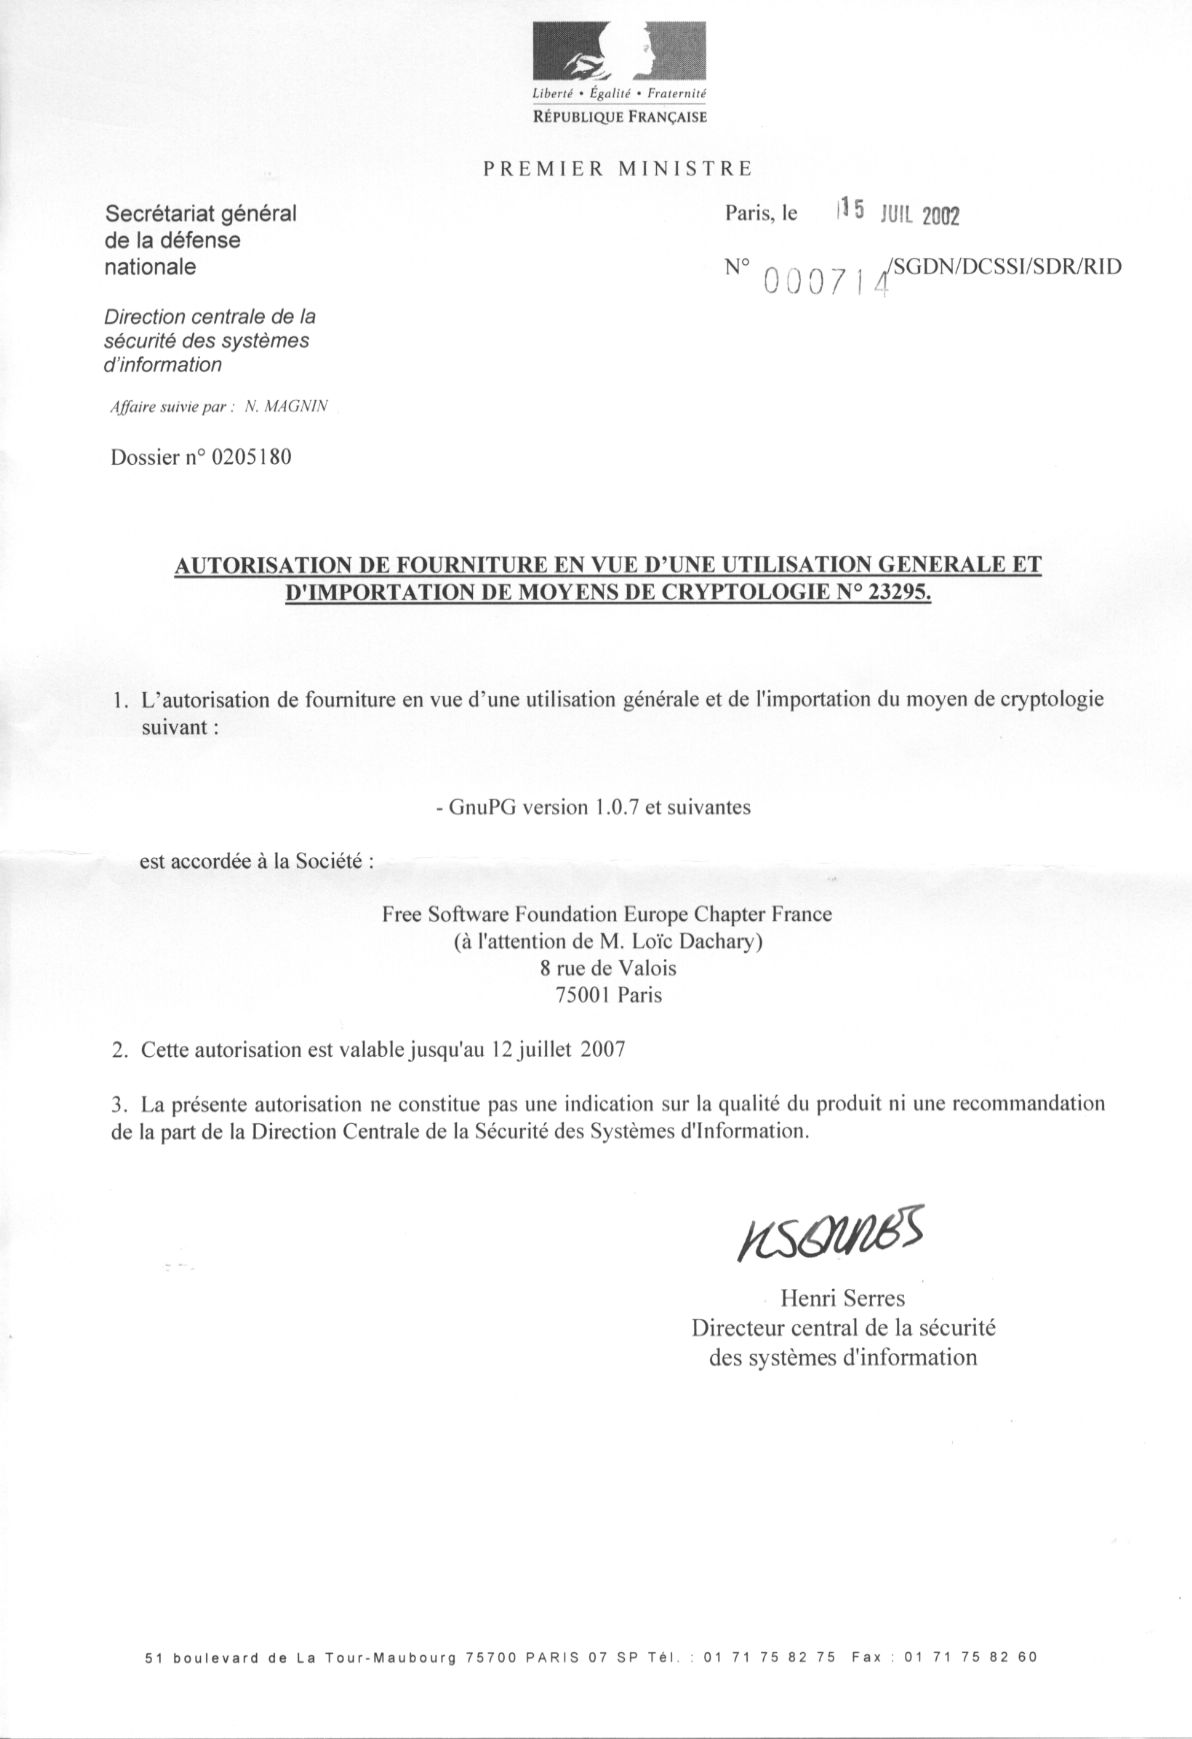 Liberté • Égalité • Fraternité
RÉPUBLIQUE FRANÇAISE
PREMIER MINISTRE
Secrétariat général
de la défense
nationale
Direction centrale de la
sécurité des systèmes
d'information
Affaire suivie par : N. MAGNIN
Dossier n° 0205180
Paris, le 15 JUIL 2002
N° 000714/SGDN/DCSSI/SDR/RID
AUTORISATION DE FOURNITURE EN VUE D’UNE UTILISATION GENERALE ET
D'IMPORTATION DE MOYENS DE CRYPTOLOGIE N° 23295.
1. L’autorisation de fourniture en vue d’une utilisation générale et de l'importation du moyen de cryptologie
suivant :
- GnuPG version 1.0.7 et suivantes
est accordée à la Société :
Free Software Foundation Europe Chapter France
(à l'attention de M. Loïc Dachary)
8 rue de Valois
75001 Paris
2. Cette autorisation est valable jusqu'au 12 juillet 2007
3. La présente autorisation ne constitue pas une indication sur la qualité du produit ni une recommandation
de la part de la Direction Centrale de la Sécurité des Systèmes d'Information.
HSERRES
Henri Serres
Directeur central de la sécurité
des systèmes d'information
51 boulevard de La Tour-Maubourg 75700 PARIS 07 SP Tél. : 01 71 75 82 75 Fax : 01 71 75 82 60